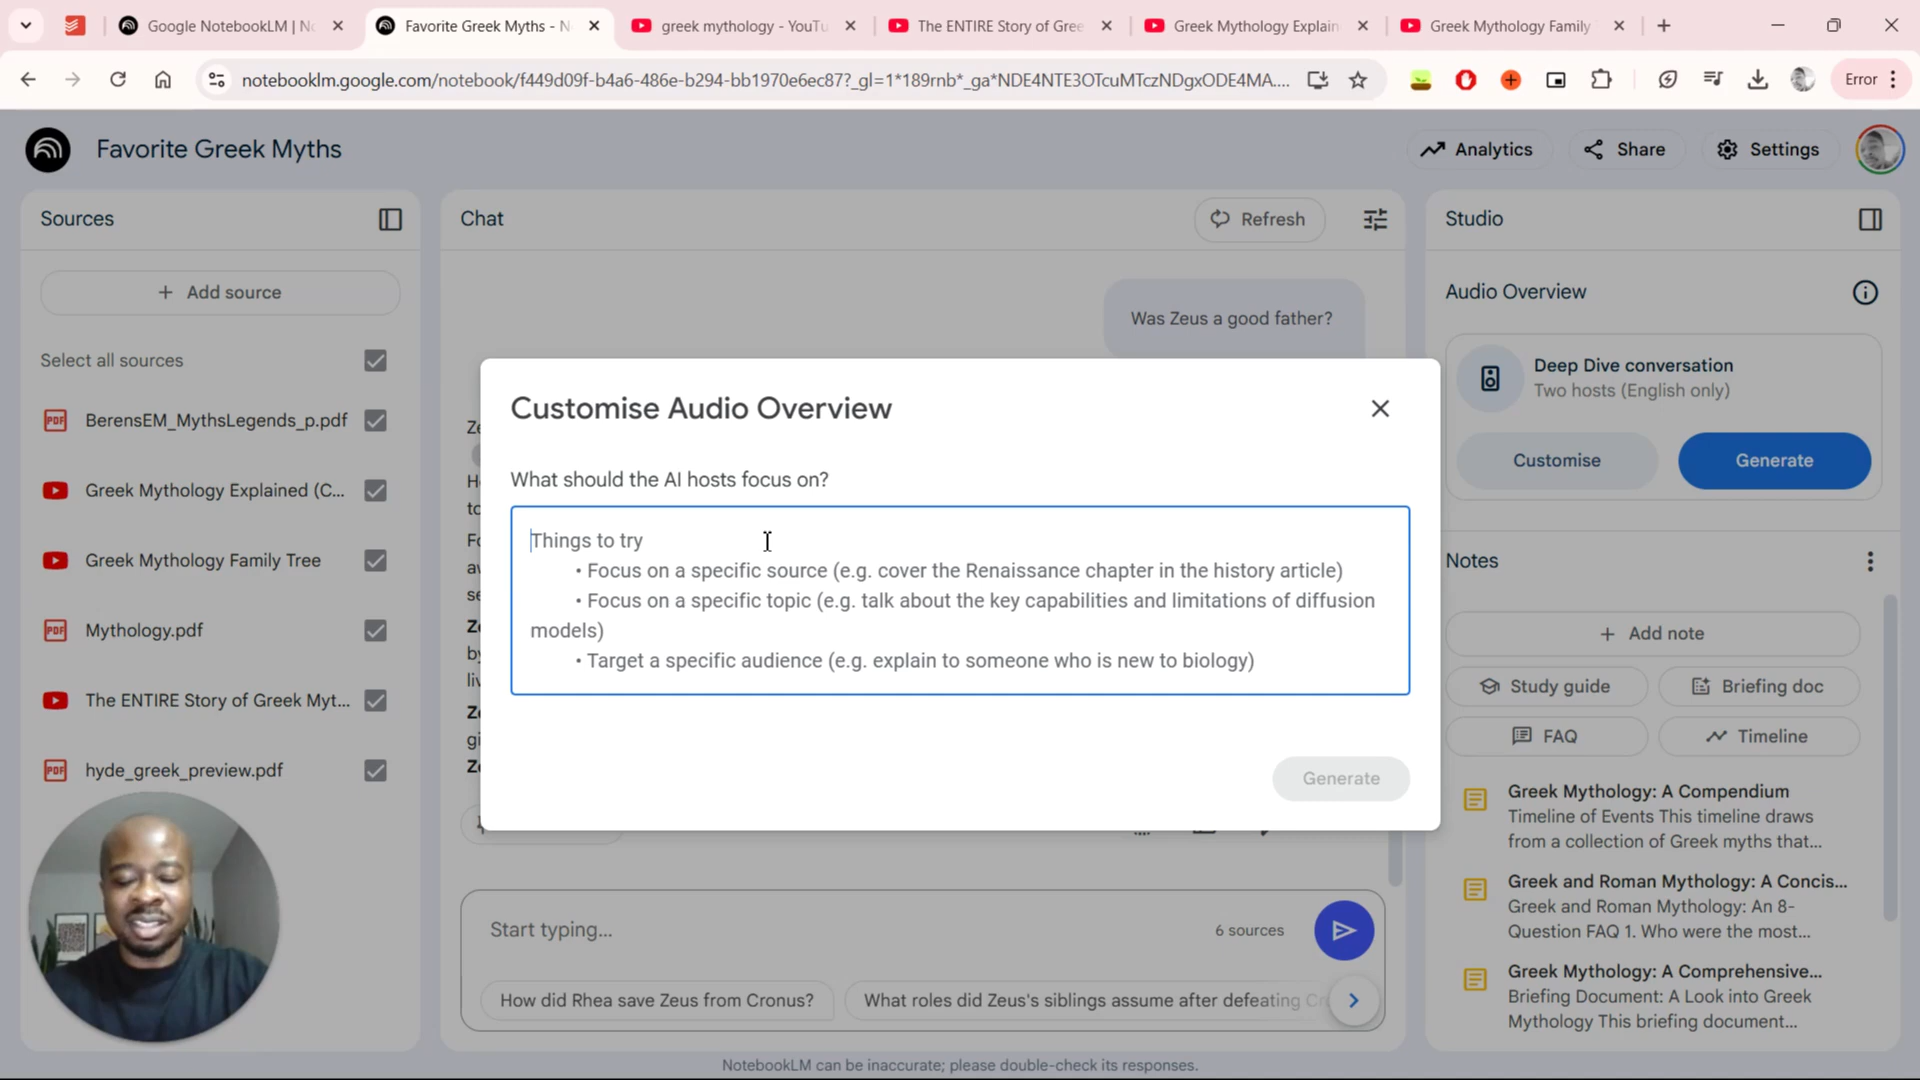 Google NotebookLM | No
Favorite Greek Myths - N
greek mythology - YouTu
The ENTIRE Story of Gree
Greek Mythology Explain
Greek Mythology Family
notebooklm.google.com/notebook/f449d09f-b4a6-486e-b294-bb1970e6ec87?_gl=1*189rnb*_ga*NDE4NTE3OTcuMTczNDgxODE4MA....
Error
Favorite Greek Myths
Analytics
Share
Settings
Sources
Add source
Select all sources
PDF BerensEM_MythsLegends_p.pdf
Greek Mythology Explained (C...
Greek Mythology Family Tree
PDF Mythology.pdf
The ENTIRE Story of Greek Myt...
PDF hyde_greek_preview.pdf
Chat
Refresh
Was Zeus a good father?
Customise Audio Overview
What should the AI hosts focus on?
Things to try
• Focus on a specific source (e.g. cover the Renaissance chapter in the history article)
• Focus on a specific topic (e.g. talk about the key capabilities and limitations of diffusion
models)
• Target a specific audience (e.g. explain to someone who is new to biology)
Generate
Start typing...
6 sources
How did Rhea save Zeus from Cronus?
What roles did Zeus's siblings assume after defeating Cr
Studio
Audio Overview
Deep Dive conversation
Two hosts (English only)
Customise
Generate
Notes
Add note
Study guide
Briefing doc
FAQ
Timeline
Greek Mythology: A Compendium
Timeline of Events This timeline draws
from a collection of Greek myths that...
Greek and Roman Mythology: A Concis...
Greek and Roman Mythology: An 8-
Question FAQ 1. Who were the most...
Greek Mythology: A Comprehensive...
Briefing Document: A Look into Greek
Mythology This briefing document...
NotebookLM can be inaccurate; please double-check its responses.